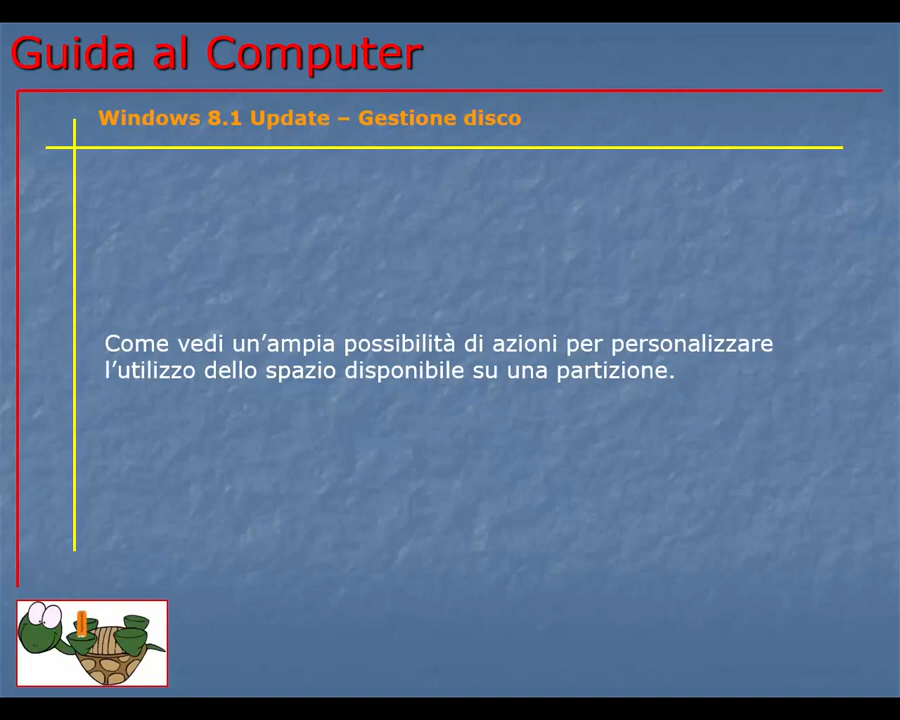 Guida al Computer
Windows 8.1 Update – Gestione disco
Come vedi un’ampia possibilità di azioni per personalizzare
l’utilizzo dello spazio disponibile su una partizione.